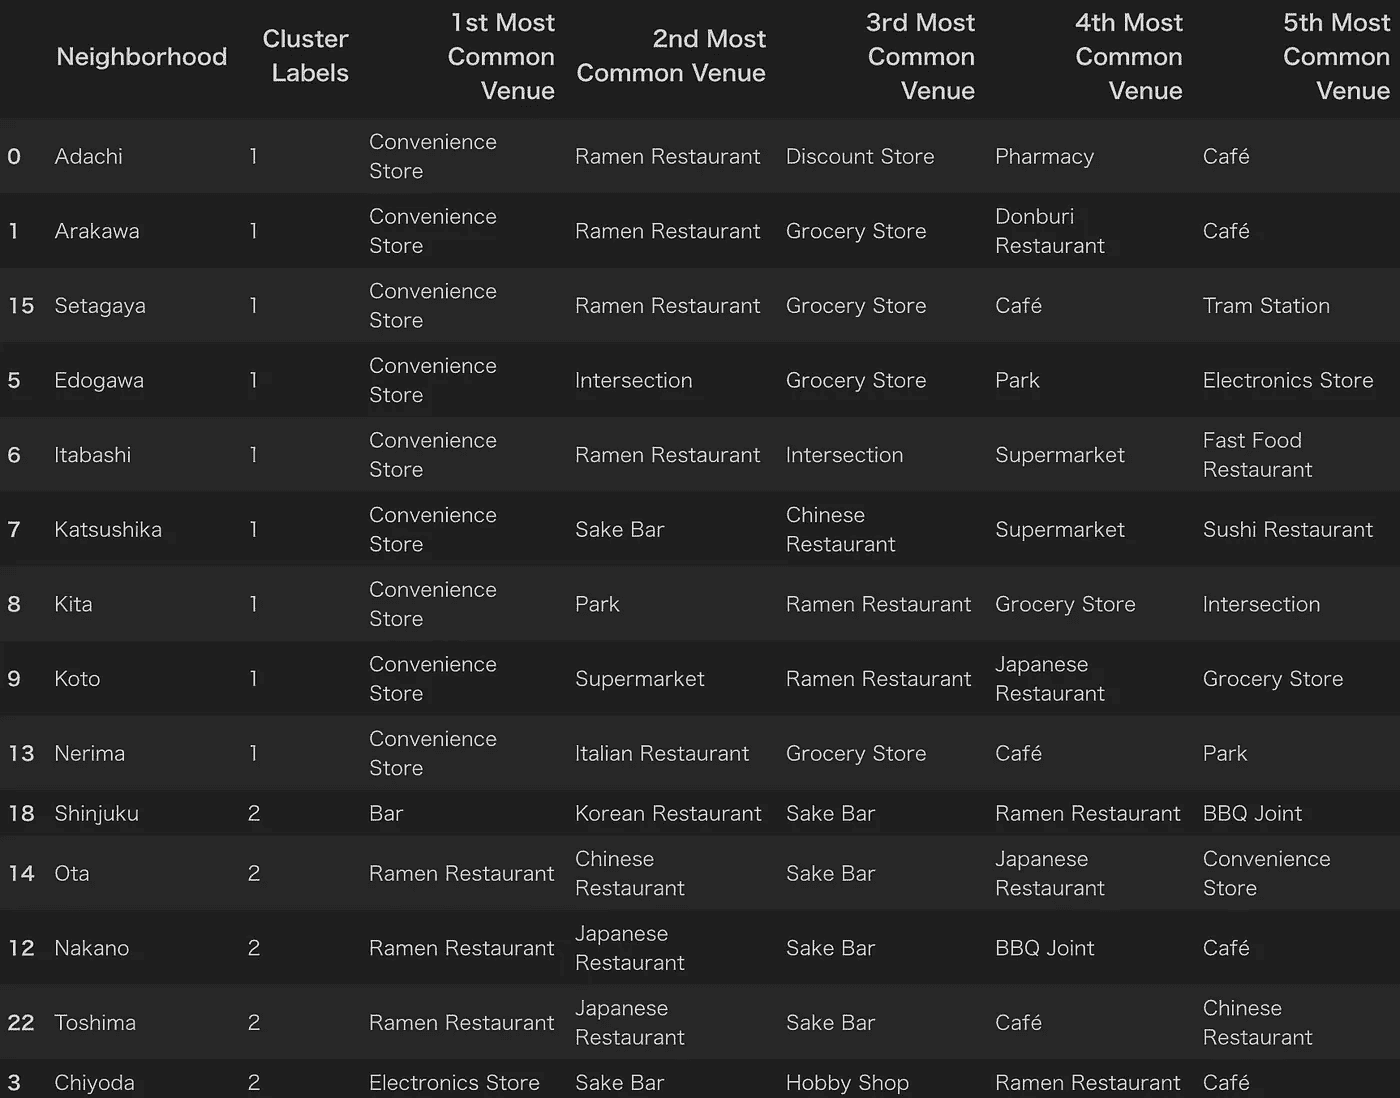 Neighborhood Cluster Labels 1st Most Common Venue 2nd Most Common Venue 3rd Most Common Venue 4th Most Common Venue 5th Most Common Venue
0 Adachi 1 Convenience Store Ramen Restaurant Discount Store Pharmacy Café
1 Arakawa 1 Convenience Store Ramen Restaurant Grocery Store Donburi Restaurant Café
15 Setagaya 1 Convenience Store Ramen Restaurant Grocery Store Café Tram Station
5 Edogawa 1 Convenience Store Intersection Grocery Store Park Electronics Store
6 Itabashi 1 Convenience Store Ramen Restaurant Intersection Supermarket Fast Food Restaurant
7 Katsushika 1 Convenience Store Sake Bar Chinese Restaurant Supermarket Sushi Restaurant
8 Kita 1 Convenience Store Park Ramen Restaurant Grocery Store Intersection
9 Koto 1 Convenience Store Supermarket Ramen Restaurant Japanese Restaurant Grocery Store
13 Nerima 1 Convenience Store Italian Restaurant Grocery Store Café Park
18 Shinjuku 2 Bar Korean Restaurant Sake Bar Ramen Restaurant BBQ Joint
14 Ota 2 Ramen Restaurant Chinese Restaurant Sake Bar Japanese Restaurant Convenience Store
12 Nakano 2 Ramen Restaurant Japanese Restaurant Sake Bar BBQ Joint Café
22 Toshima 2 Ramen Restaurant Japanese Restaurant Sake Bar Café Chinese Restaurant
3 Chiyoda 2 Electronics Store Sake Bar Hobby Shop Ramen Restaurant Café